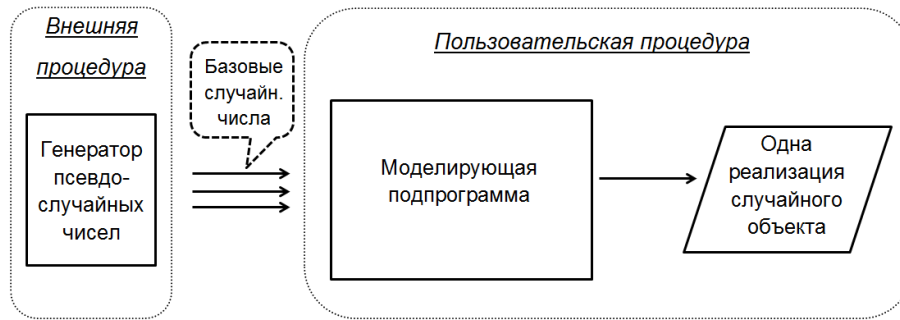 Внешняя
процедура
Генератор
псевдо-
случайных
чисел
Базовые
случайн.
числа
Пользовательская процедура
Моделирующая
подпрограмма
Одна
реализация
случайного
объекта